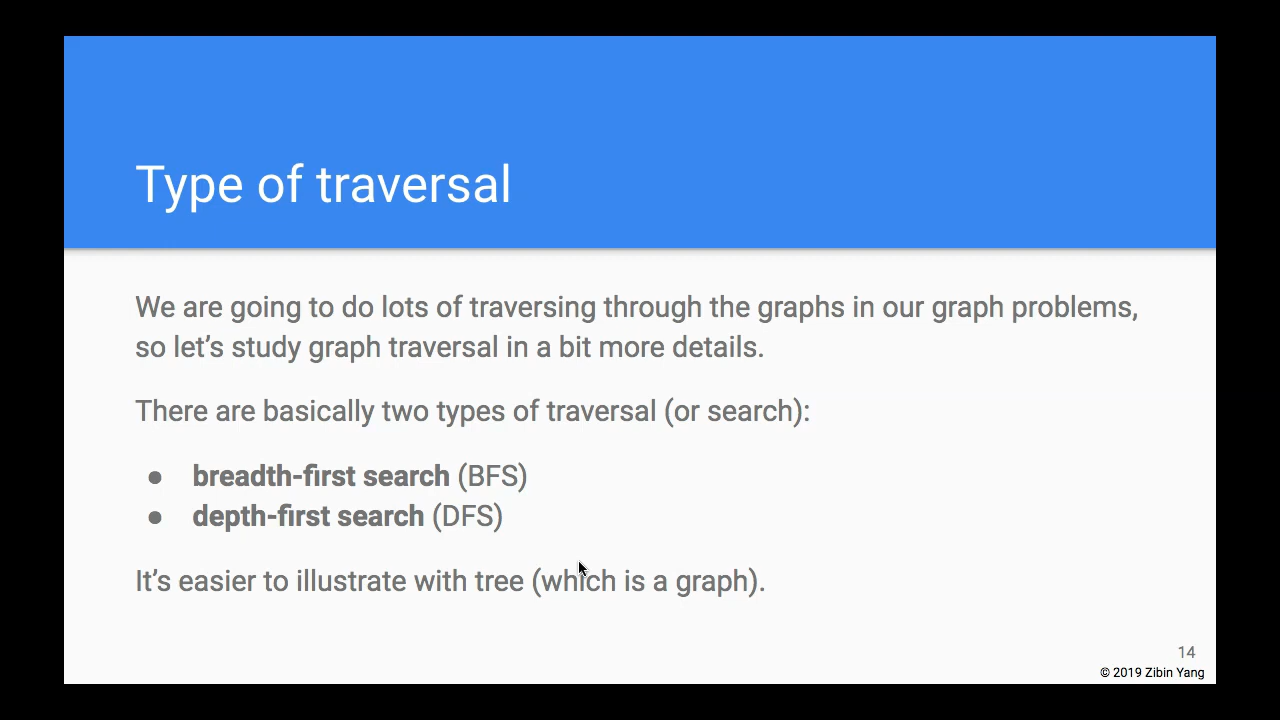 Type of traversal
We are going to do lots of traversing through the graphs in our graph problems,
so let’s study graph traversal in a bit more details.
There are basically two types of traversal (or search):
● breadth-first search (BFS)
● depth-first search (DFS)
It’s easier to illustrate with tree (which is a graph).
14
© 2019 Zibin Yang